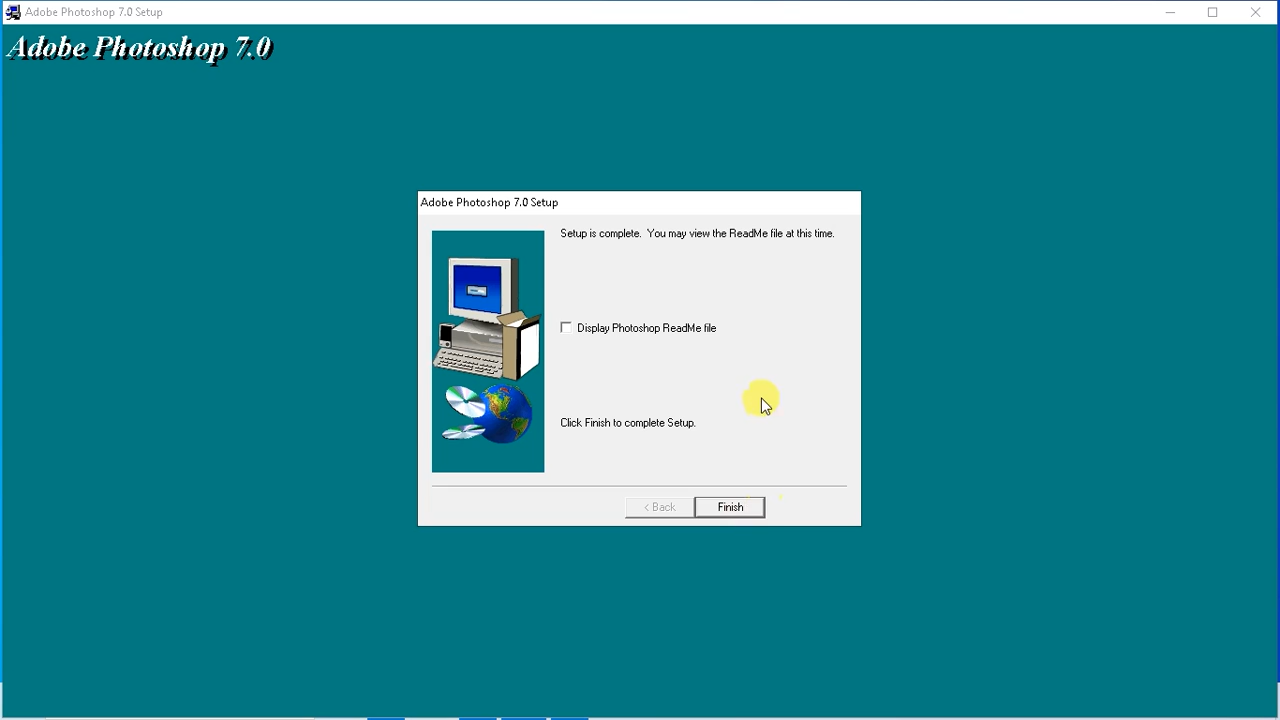 Adobe Photoshop 7.0 Setup
Adobe Photoshop 7.0
Adobe Photoshop 7.0 Setup
Setup is complete. You may view the ReadMe file at this time.
Display Photoshop ReadMe file
Click Finish to complete Setup.
< Back
Finish